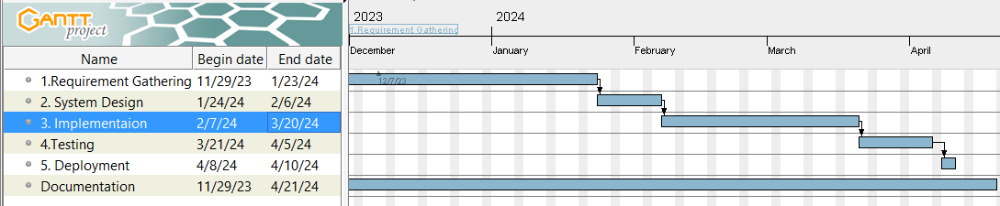 GANTT
project
2023
2024
1.Requirement Gathering
December
January
February
March
April
Name Begin date End date
1.Requirement Gathering 11/29/23 1/23/24
12/7/23
2. System Design 1/24/24 2/6/24
3. Implementaion 2/7/24 3/20/24
4.Testing 3/21/24 4/5/24
5. Deployment 4/8/24 4/10/24
Documentation 11/29/23 4/21/24